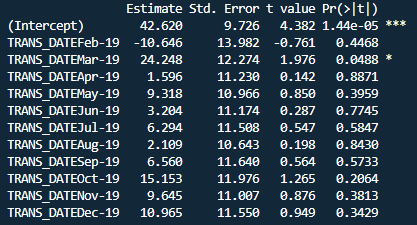 Estimate Std. Error t value Pr(>|t|)
(Intercept) 42.620 9.726 4.382 1.44e-05 ***
TRANS_DATEFeb-19 -10.646 13.982 -0.761 0.4468
TRANS_DATEMar-19 24.248 12.274 1.976 0.0488 *
TRANS_DATEApr-19 1.596 11.230 0.142 0.8871
TRANS_DATEMay-19 9.318 10.966 0.850 0.3959
TRANS_DATEJun-19 3.204 11.174 0.287 0.7745
TRANS_DATEJul-19 6.294 11.508 0.547 0.5847
TRANS_DATEAug-19 2.109 10.643 0.198 0.8430
TRANS_DATESep-19 6.560 11.640 0.564 0.5733
TRANS_DATEOct-19 15.153 11.976 1.265 0.2064
TRANS_DATENov-19 9.645 11.007 0.876 0.3813
TRANS_DATEDec-19 10.965 11.550 0.949 0.3429